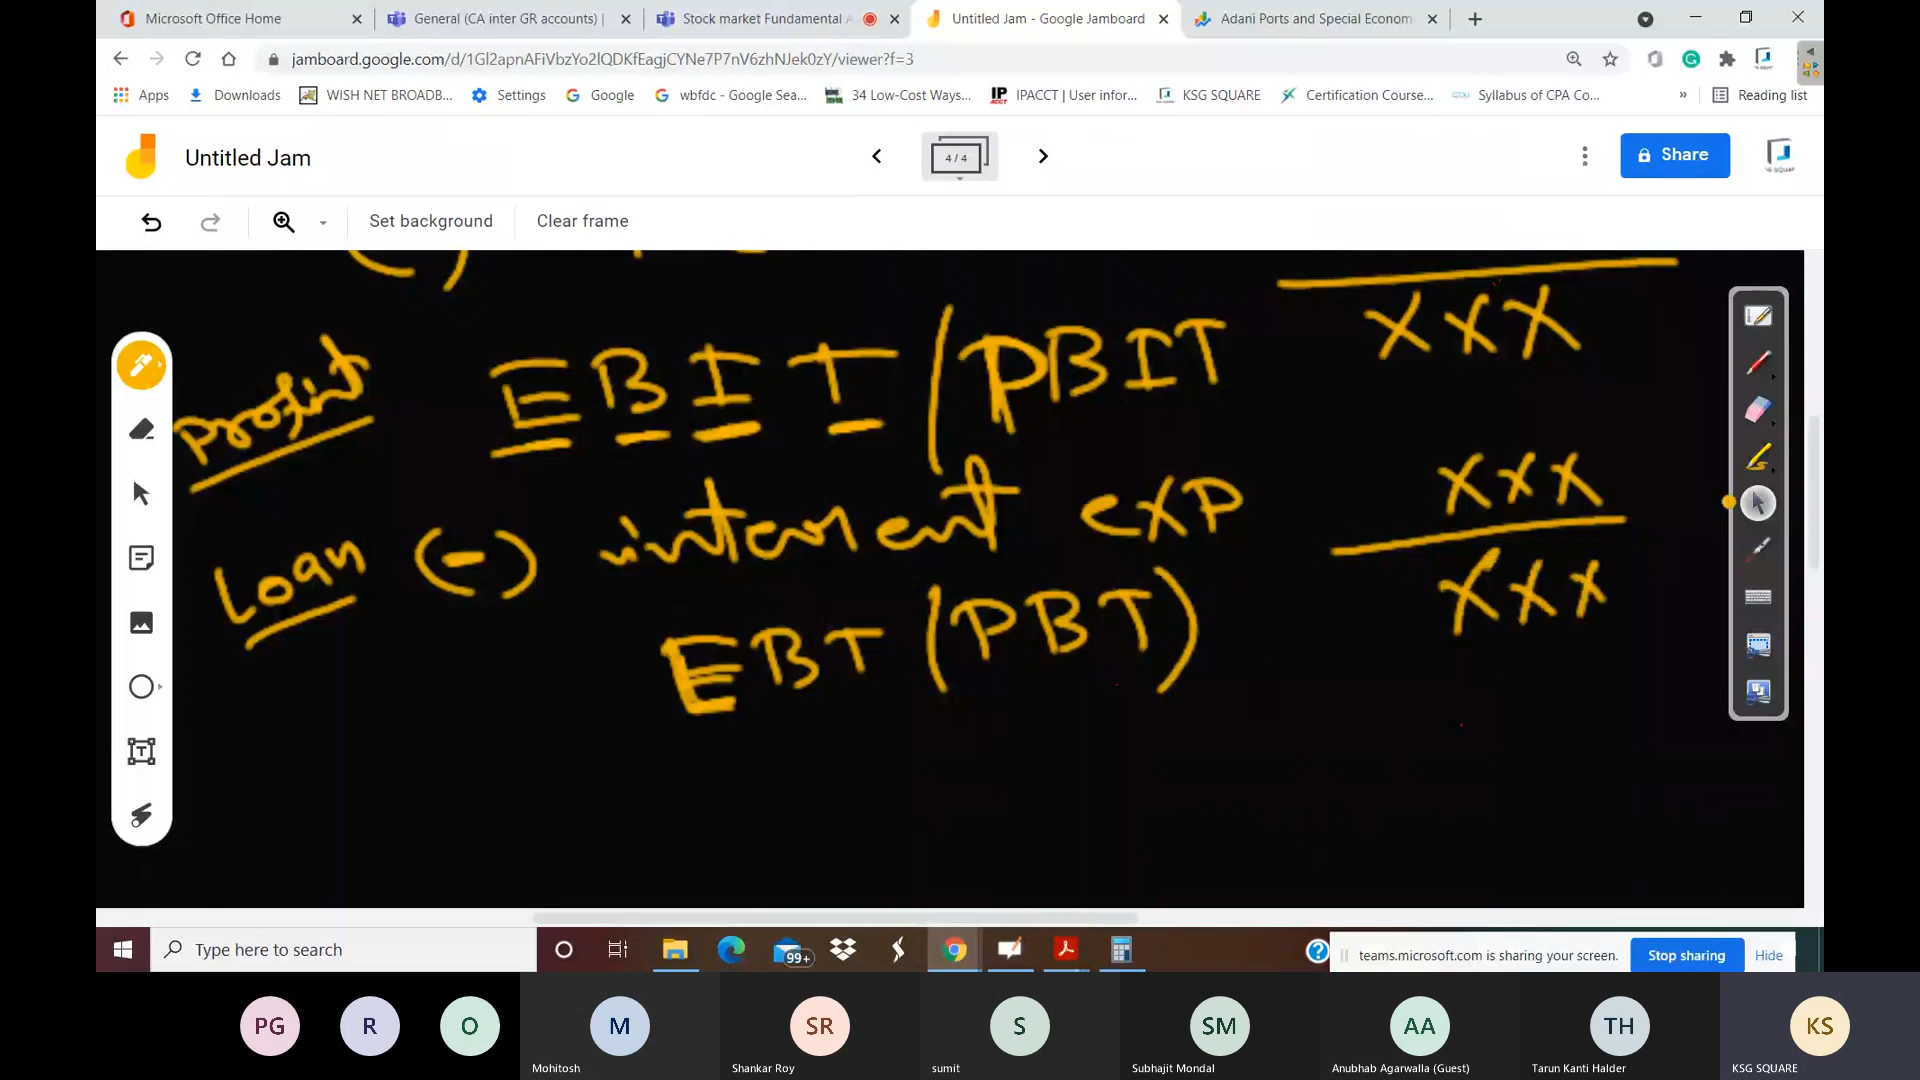 Microsoft Office Home
General (CA inter GR accounts) |
Stock market Fundamental A
Untitled Jam - Google Jamboard
Adani Ports and Special Econom
jamboard.google.com/d/1Gl2apnAFiVbzYo2lQDKfEagjCYNe7P7nV6zhNJek0zY/viewer?f=3
Apps
Downloads
WISH NET BROADB...
Settings
Google
wbfdc - Google Sea...
34 Low-Cost Ways...
IPACCT | User infor...
KSG SQUARE
Certification Course...
Syllabus of CPA Co...
»
Reading list
Untitled Jam
4 / 4
Share
Set background
Clear frame
XXX
Profit EBIT / PBIT
XXX
Loan (-) interest exp
XXX
EBT (PBT)
Type here to search
99+
teams.microsoft.com is sharing your screen.
Stop sharing
Hide
PG R O M SR S SM AA TH KS
Mohitosh
Shankar Roy
sumit
Subhajit Mondal
Anubhab Agarwalla (Guest)
Tarun Kanti Halder
KSG SQUARE